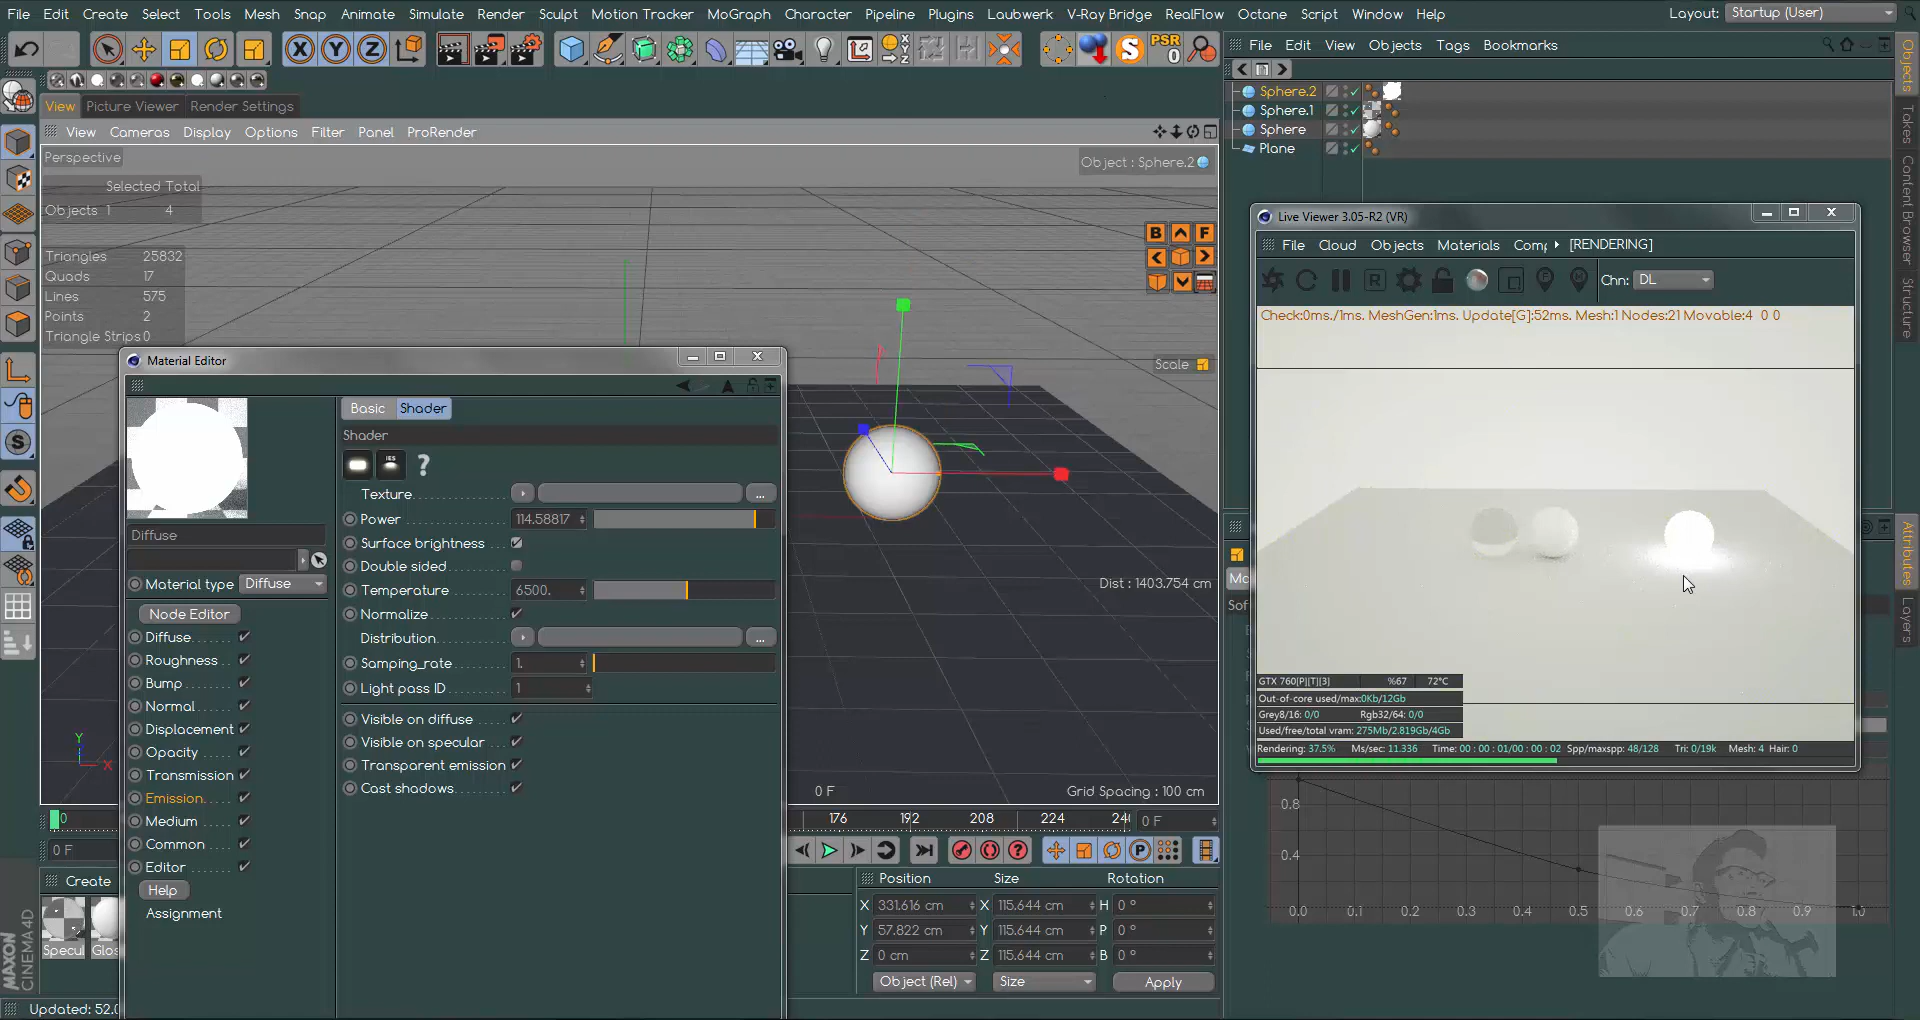 File Edit Create Select Tools Mesh Snap Animate Simulate Render Sculpt Motion Tracker MoGraph Character Pipeline Plugins Laubwerk V-Ray Bridge RealFlow Octane Script Window Help Layout: Startup (User)
X Y Z S PSR 0
File Edit View Objects Tags Bookmarks
View Picture Viewer Render Settings
View Cameras Display Options Filter Panel ProRender
Perspective
Object : Sphere.2
Selected Total
Objects 1 4
Triangles 25832
Quads 17
Lines 575
Points 2
Triangle Strips 0
B F
Scale
Dist : 1403.754 cm
0 F
Grid Spacing : 100 cm
Sphere.2
Sphere.1
Sphere
Plane
Objects
Takes
Content Browser
Structure
Attributes
Layers
Live Viewer 3.05-R2 (VR)
File Cloud Objects Materials Comp [RENDERING]
R Chn: DL
Check:0ms./1ms. MeshGen:1ms. Update[G]:52ms. Mesh:1 Nodes:21 Movable:4 0 0
GTX 760[P][T][3] %67 72°C
Out-of-core used/max:0Kb/12Gb
Grey8/16: 0/0 Rgb32/64: 0/0
Used/free/total vram: 275Mb/2.819Gb/4Gb
Rendering: 37.5% Ms/sec: 11.336 Time: 00 : 00 : 01/00 : 00 : 02 Spp/maxspp: 48/128 Tri: 0/19k Mesh: 4 Hair: 0
Material Editor
Diffuse
Material type Diffuse
Node Editor
Diffuse
Roughness
Bump
Normal
Displacement
Opacity
Transmission
Emission
Medium
Common
Editor
Help
Assignment
Basic Shader
Shader
IES ?
Texture ...
Power 114.58817
Surface brightness
Double sided
Temperature 6500.
Normalize
Distribution ...
Samping_rate 1.
Light pass ID 1
Visible on diffuse
Visible on specular
Transparent emission
Cast shadows
0
176 192 208 224 0 F
0 F
P
Create
Specul Glos
Position Size Rotation
X 331.616 cm X 115.644 cm H 0 °
Y 57.822 cm Y 115.644 cm P 0 °
Z 0 cm Z 115.644 cm B 0 °
Object (Rel) Size Apply
0.8
0.4
0.0 0.1 0.2 0.3 0.4 0.5 0.6 0.7 0.8 0.9 1.0
Y
X
MAXON
CINEMA 4D
Updated: 52.0